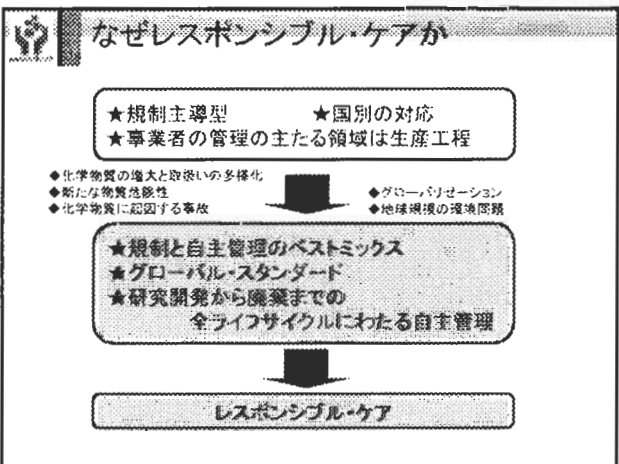 なぜレスポンシブル・ケアか
★規制主導型 ★国別の対応
★事業者の管理の主たる領域は生産工程
◆化学物質の増大と取扱いの多様化
◆新たな物質危険性
◆化学物質に起因する事故
◆グローバリゼーション
◆地球規模の環境問題
★規制と自主管理のベストミックス
★グローバル・スタンダード
★研究開発から廃棄までの
全ライフサイクルにわたる自主管理
レスポンシブル・ケア